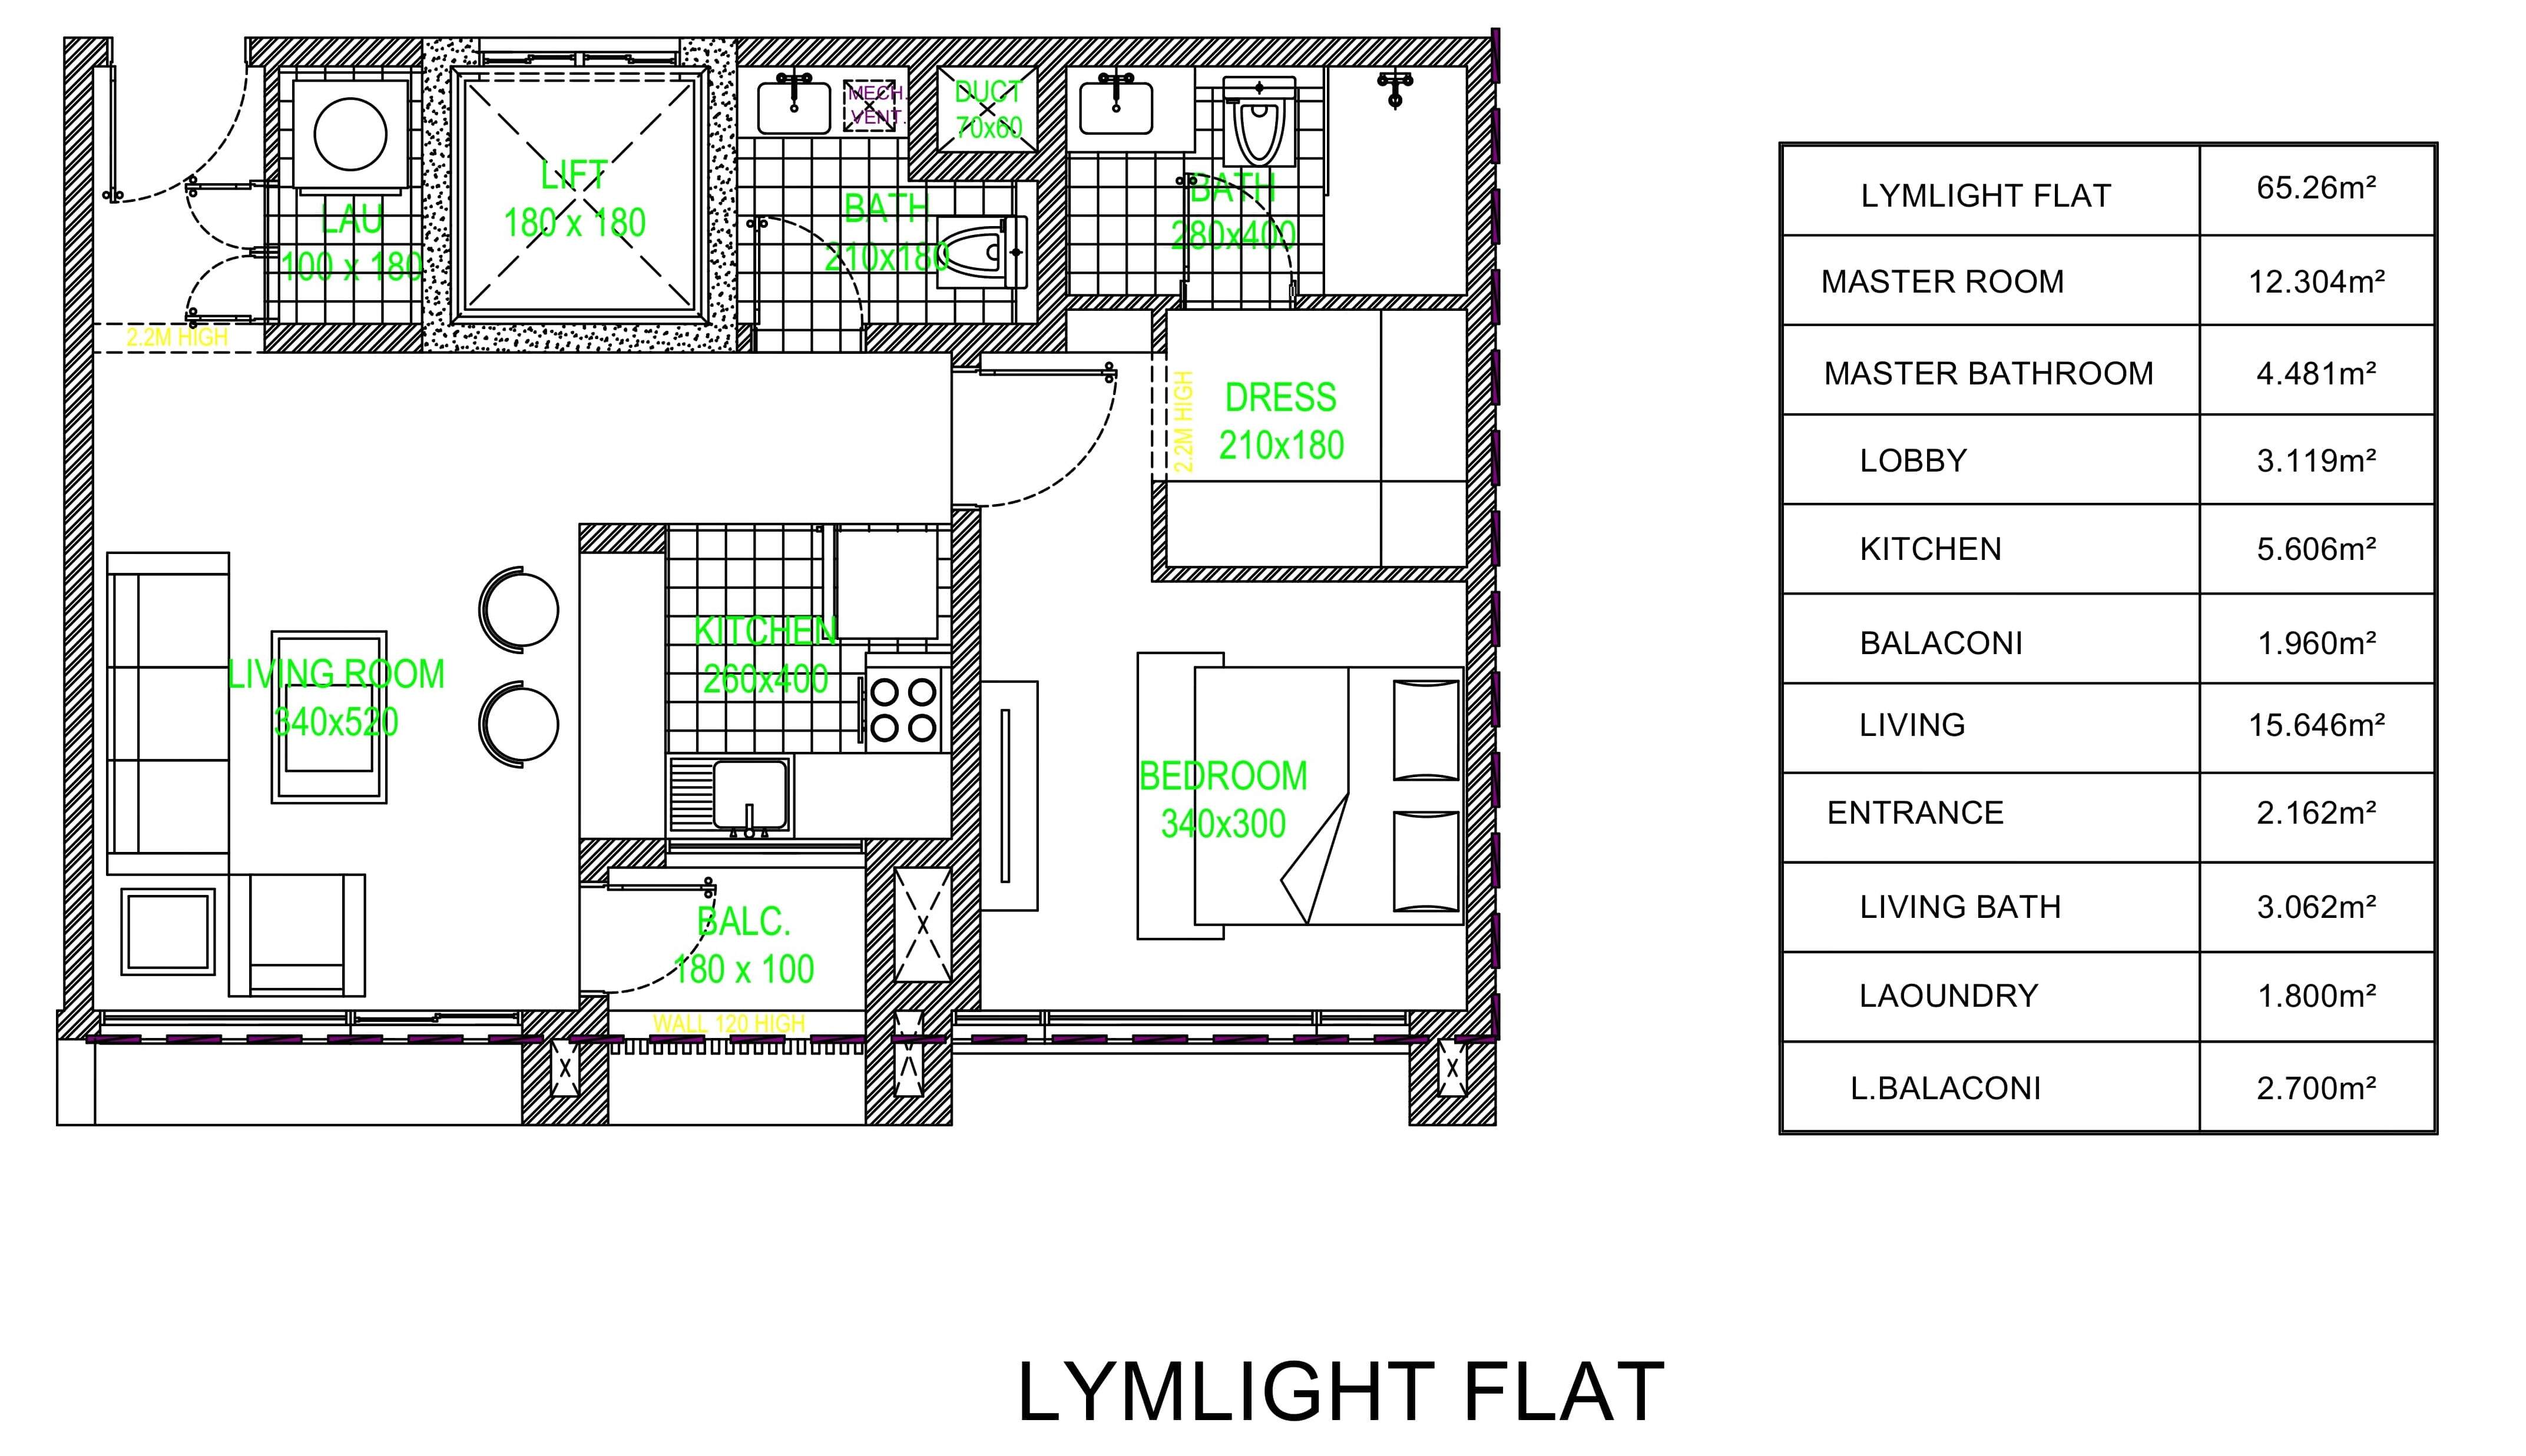 MECH.
VENT.
DUCT
70x60
LIFT
180 x 180
LAU
100 x 180
BATH
210x180
BATH
280x400
2.2M HIGH
DRESS
210x180
2.2M HIGH
KITCHEN
260x400
LIVING ROOM
340x520
BEDROOM
340x300
BALC.
180 x 100
WALL 120 HIGH
LYMLIGHT FLAT 65.26m²
MASTER ROOM 12.304m²
MASTER BATHROOM 4.481m²
LOBBY 3.119m²
KITCHEN 5.606m²
BALACONI 1.960m²
LIVING 15.646m²
ENTRANCE 2.162m²
LIVING BATH 3.062m²
LAOUNDRY 1.800m²
L.BALACONI 2.700m²
LYMLIGHT FLAT